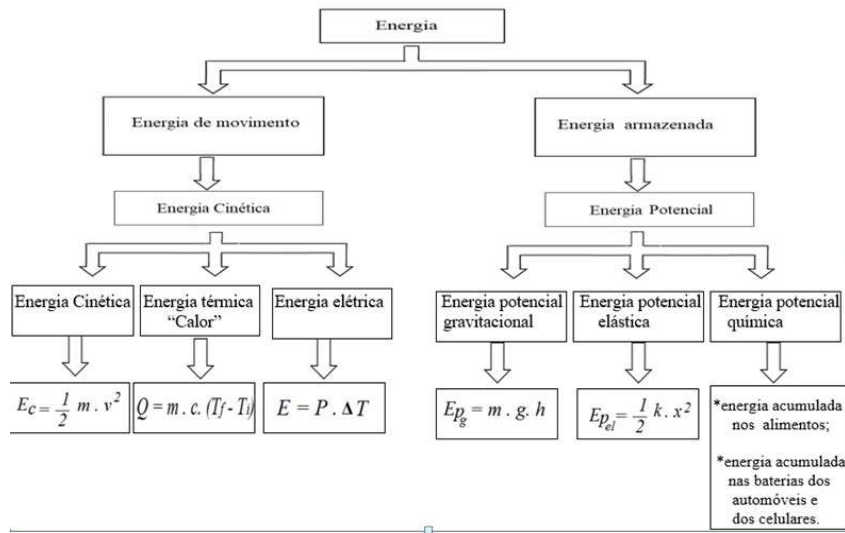 Energia
Energia de movimento
Energia armazenada
Energia Cinética
Energia Potencial
Energia Cinética
Energia térmica
“Calor”
Energia elétrica
Energia potencial
gravitacional
Energia potencial
elástica
Energia potencial
química
Ec = 1/2 m . v²
Q = m . c. (Tf - Ti)
E = P . Δ T
Epg = m . g . h
Epel = 1/2 k . x²
*energia acumulada
nos alimentos;
*energia acumulada
nas baterias dos
automóveis e
dos celulares.